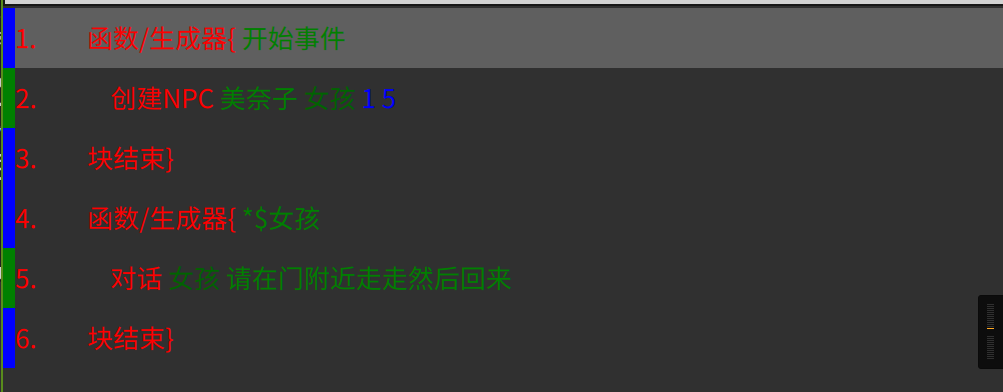 1. 函数/生成器{ 开始事件
2. 创建NPC 美奈子 女孩 1 5
3. 块结束}
4. 函数/生成器{ *$女孩
5. 对话 女孩 请在门附近走走然后回来
6. 块结束}